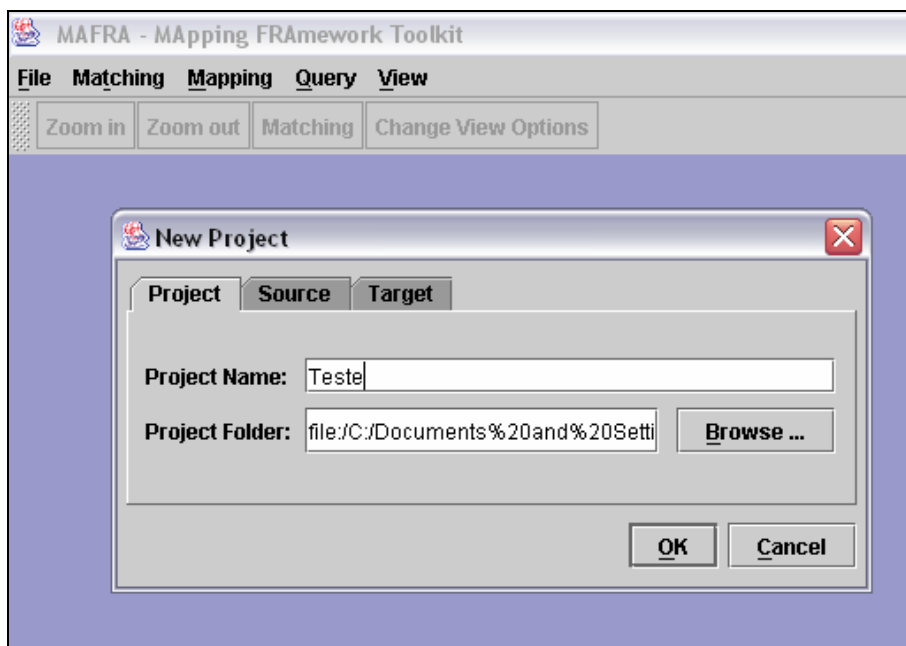 MAFRA - MApping FRAmework Toolkit
File Matching Mapping Query View
Zoom in Zoom out Matching Change View Options
New Project
Project Source Target
Project Name: Teste
Project Folder: file:/C:/Documents%20and%20Setti Browse ...
OK Cancel